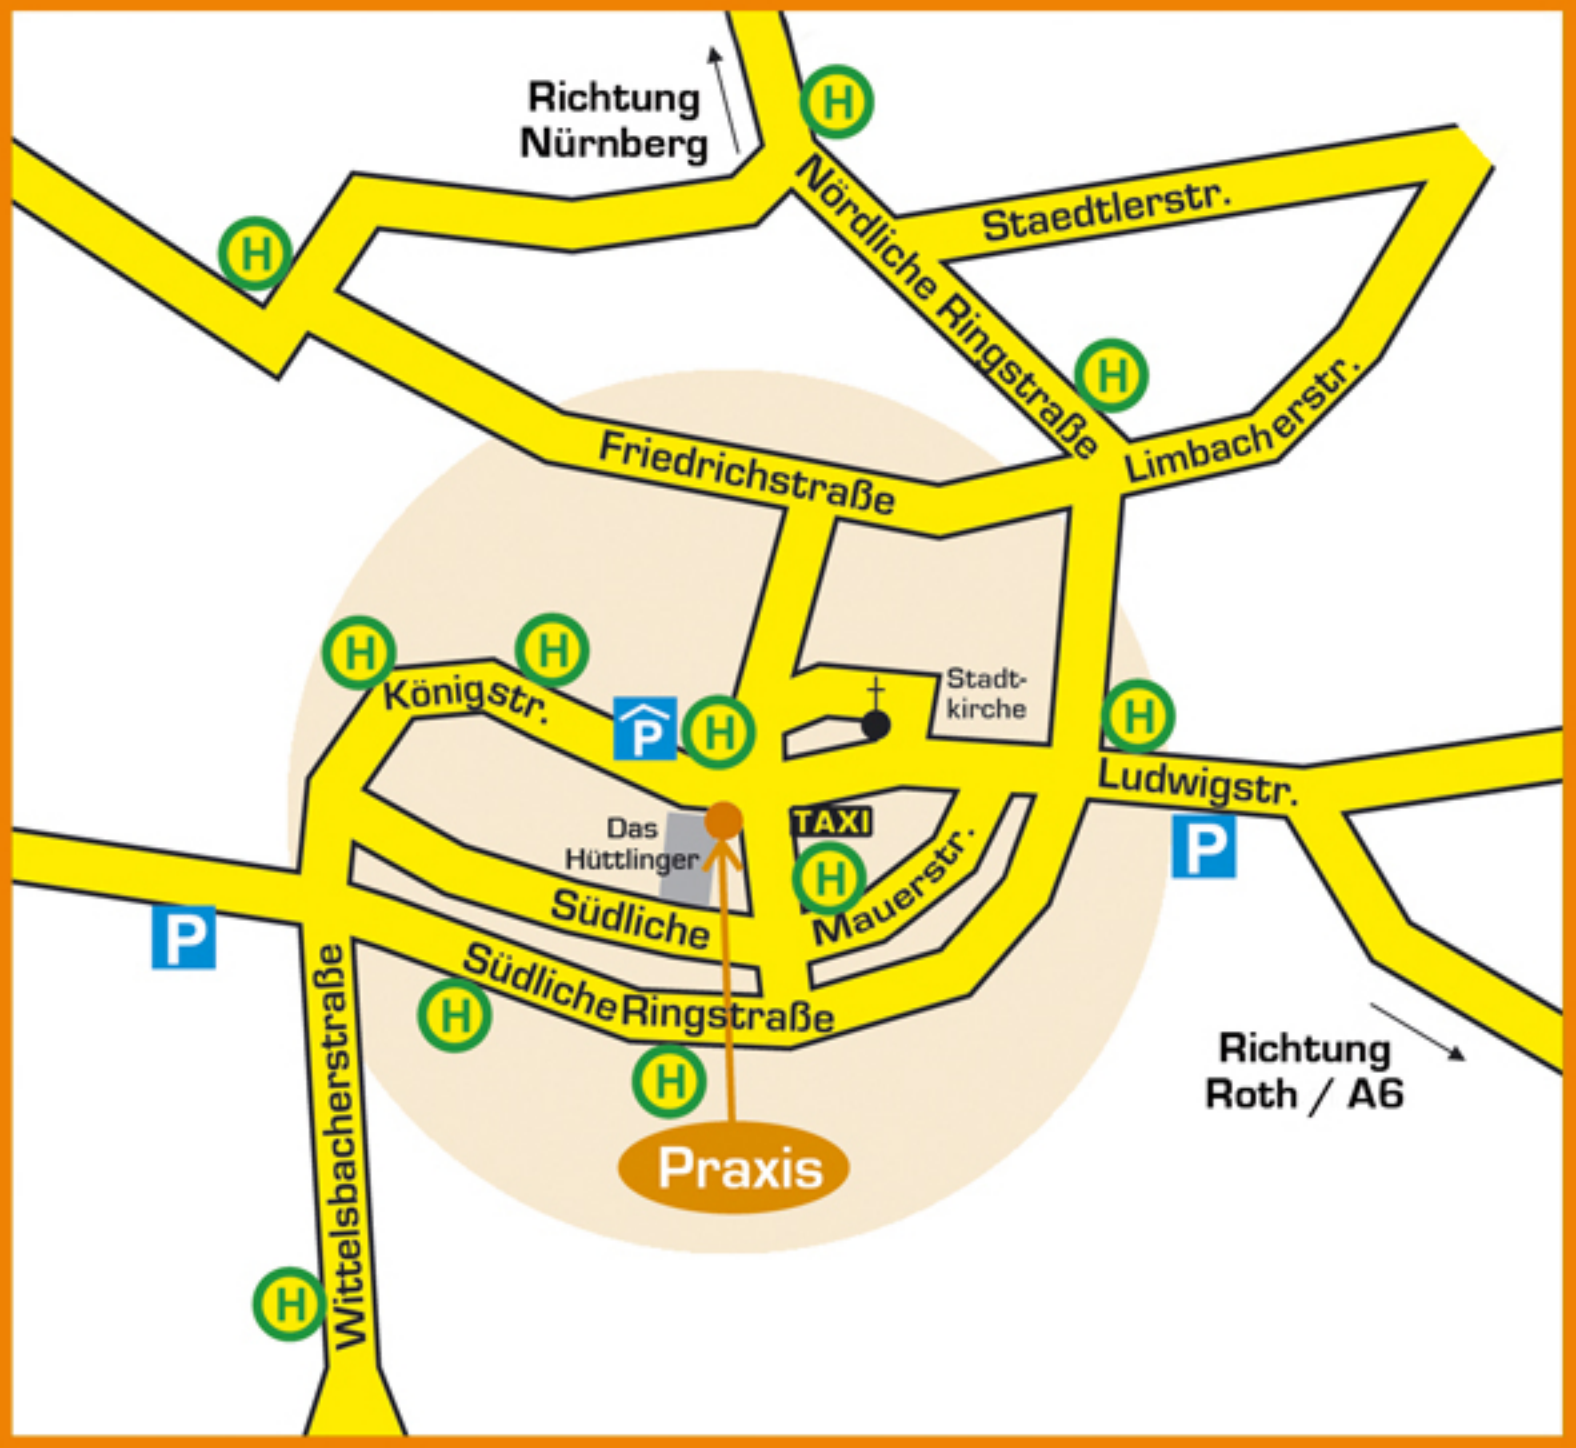 Richtung
Nürnberg
H
H
Nördliche Ringstraße
Staedtlerstr.
H
Limbacherstr.
Friedrichstraße
H
H
Königstr.
P
H
Stadt-
kirche
H
Ludwigstr.
P
Das
Hüttlinger
TAXI
H
Mauerstr.
Südliche
P
Südliche Ringstraße
H
H
Wittelsbacherstraße
H
Richtung
Roth / A6
Praxis